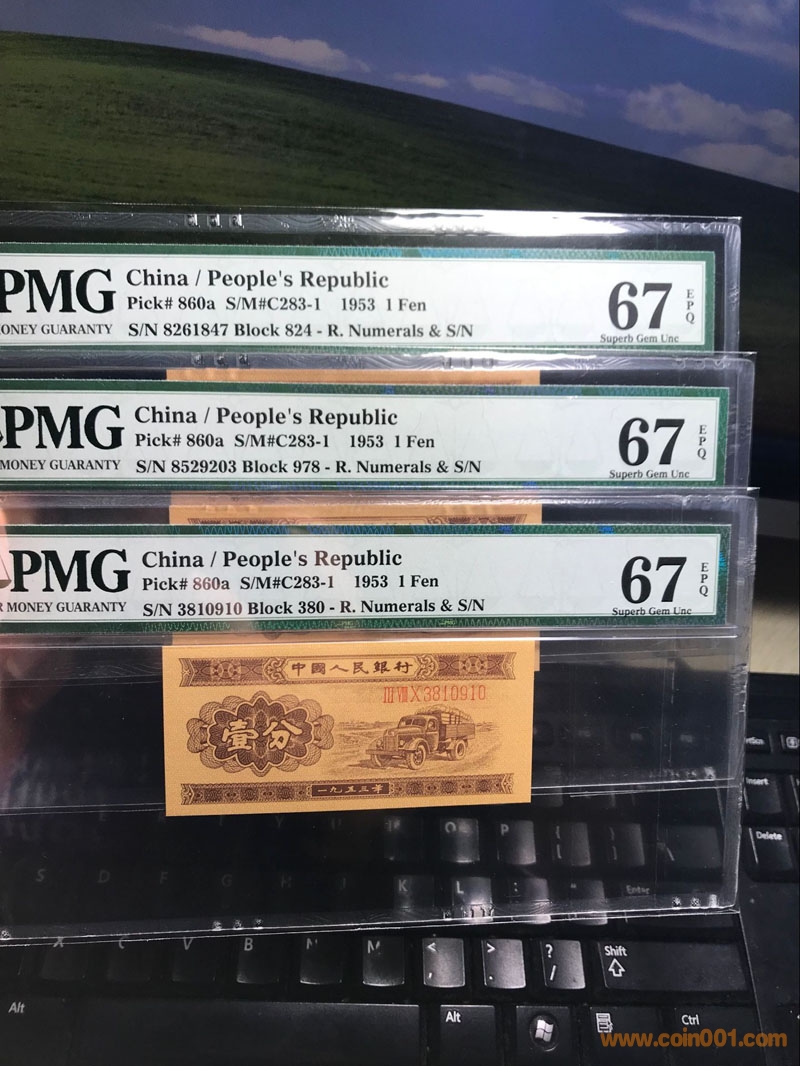 PMG
China / People's Republic
Pick# 860a S/M#C283-1 1953 1 Fen
MONEY GUARANTY
S/N 8261847 Block 824 - R. Numerals & S/N
67
EPQ
Superb Gem Unc
PMG
China / People's Republic
Pick# 860a S/M#C283-1 1953 1 Fen
MONEY GUARANTY
S/N 8529203 Block 978 - R. Numerals & S/N
67
EPQ
Superb Gem Unc
PMG
China / People's Republic
Pick# 860a S/M#C283-1 1953 1 Fen
R MONEY GUARANTY
S/N 3810910 Block 380 - R. Numerals & S/N
67
EPQ
Superb Gem Unc
中國人民銀行
III VIII X 3810910
壹分
一九五三年
Insert
Delete
O P
S D F G H J K L : "
Enter
X C V B N M < , > . ? /
Shift
Alt
Alt
Ctrl
www.coin001.com